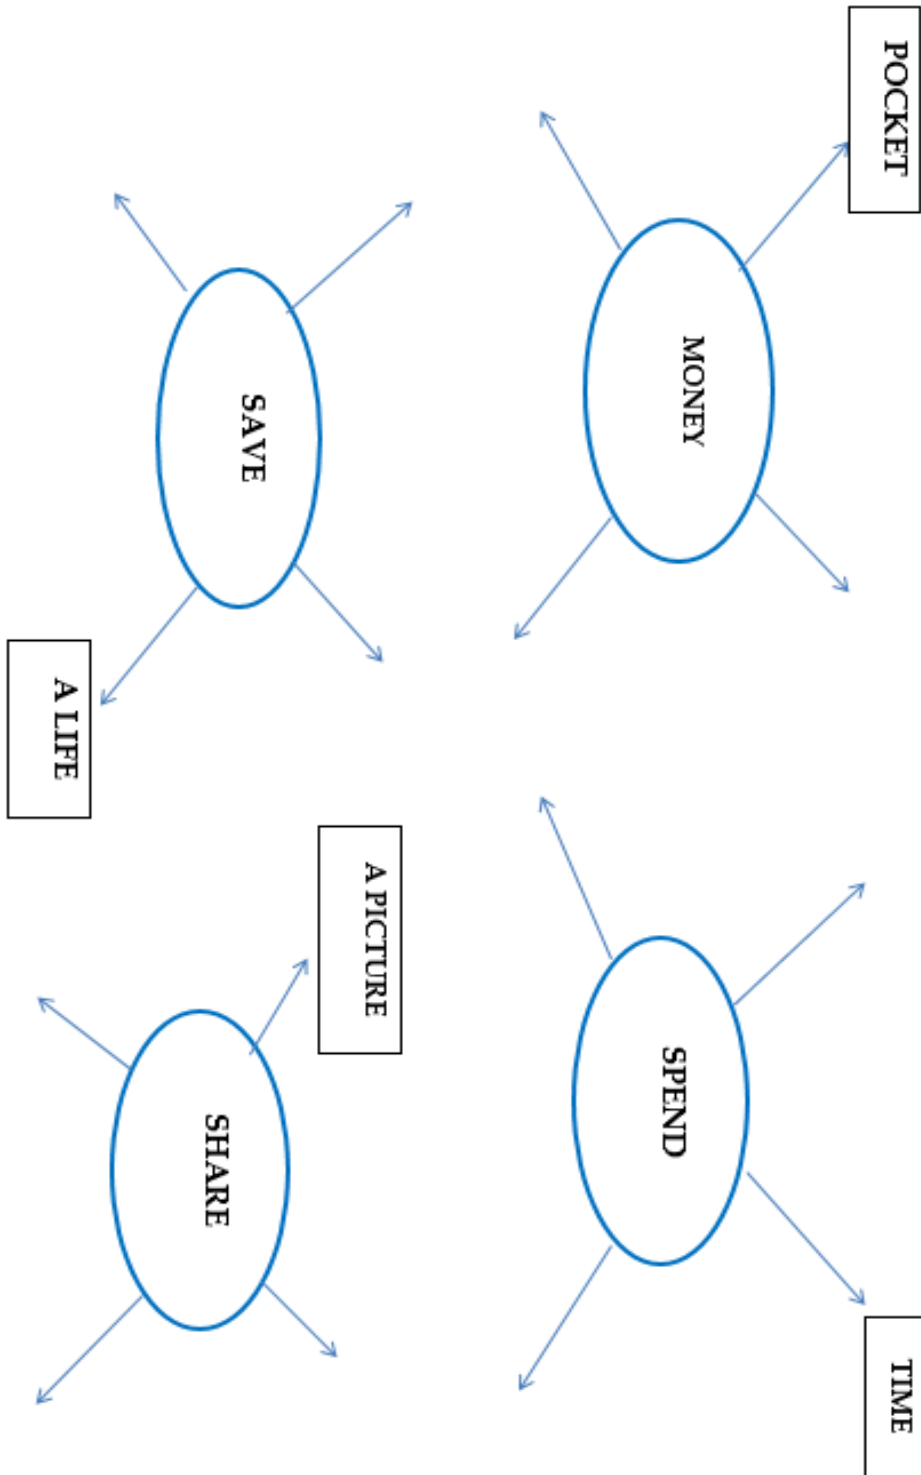 POCKET
MONEY
TIME
SPEND
SAVE
A LIFE
A PICTURE
SHARE